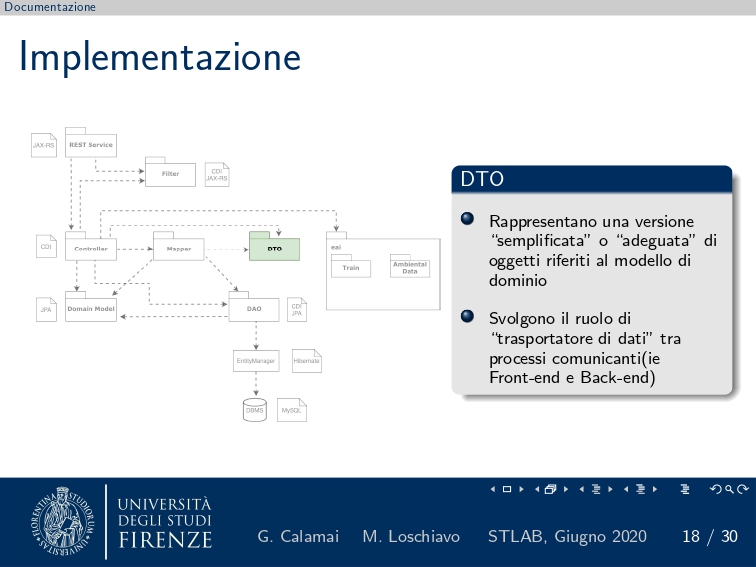 Documentazione
Implementazione
JAX-RS
REST Service
Filter
CDI
JAX-RS
CDI
Controller
Mapper
DTO
eai
Train
Ambiental
Data
JPA
Domain Model
DAO
CDI
JPA
EntityManager
Hibernate
DBMS
MySQL
DTO
Rappresentano una versione
“semplificata” o “adeguata” di
oggetti riferiti al modello di
dominio
Svolgono il ruolo di
“trasportatore di dati” tra
processi comunicanti(ie
Front-end e Back-end)
UNIVERSITÀ
DEGLI STUDI
FIRENZE
G. Calamai M. Loschiavo STLAB, Giugno 2020 18 / 30